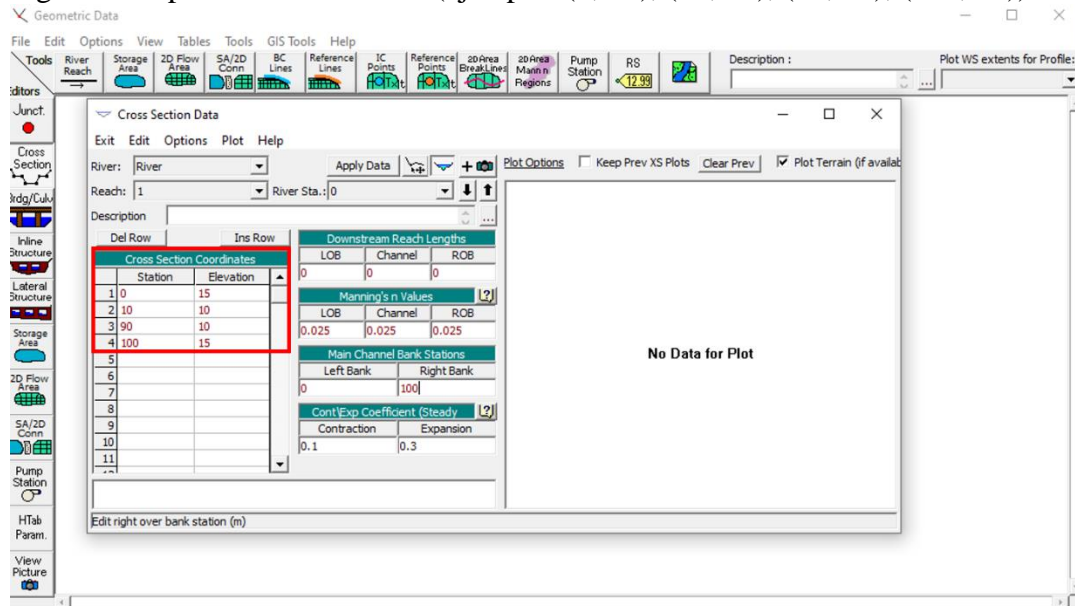 Geometric Data
File Edit Options View Tables Tools GIS Tools Help
Tools River Reach Storage Area 2D Flow Area SA/2D Conn BC Lines Reference Lines IC Points Reference Points 2D Area BreakLines 2D Area Mann n Regions Pump Station RS 12.99 Description : Plot WS extents for Profile:
ditors
Junct.
Cross Section
Brdg/Culv
Inline Structure
Lateral Structure
Storage Area
2D Flow Area
SA/2D Conn
Pump Station
HTab Param.
View Picture
Cross Section Data
Exit Edit Options Plot Help
River: River Apply Data Plot Options Keep Prev XS Plots Clear Prev Plot Terrain (if availab
Reach: 1 River Sta.: 0
Description ...
Del Row Ins Row Downstream Reach Lengths
Cross Section Coordinates LOB Channel ROB
Station Elevation 0 0 0
1 0 15 Manning's n Values
2 10 10 LOB Channel ROB
3 90 10 0.025 0.025 0.025
4 100 15 Main Channel Bank Stations
5
6 Left Bank Right Bank
7 0 100
8 Cont\Exp Coefficient (Steady
9 Contraction Expansion
10 0.1 0.3
11
No Data for Plot
Edit right over bank station (m)